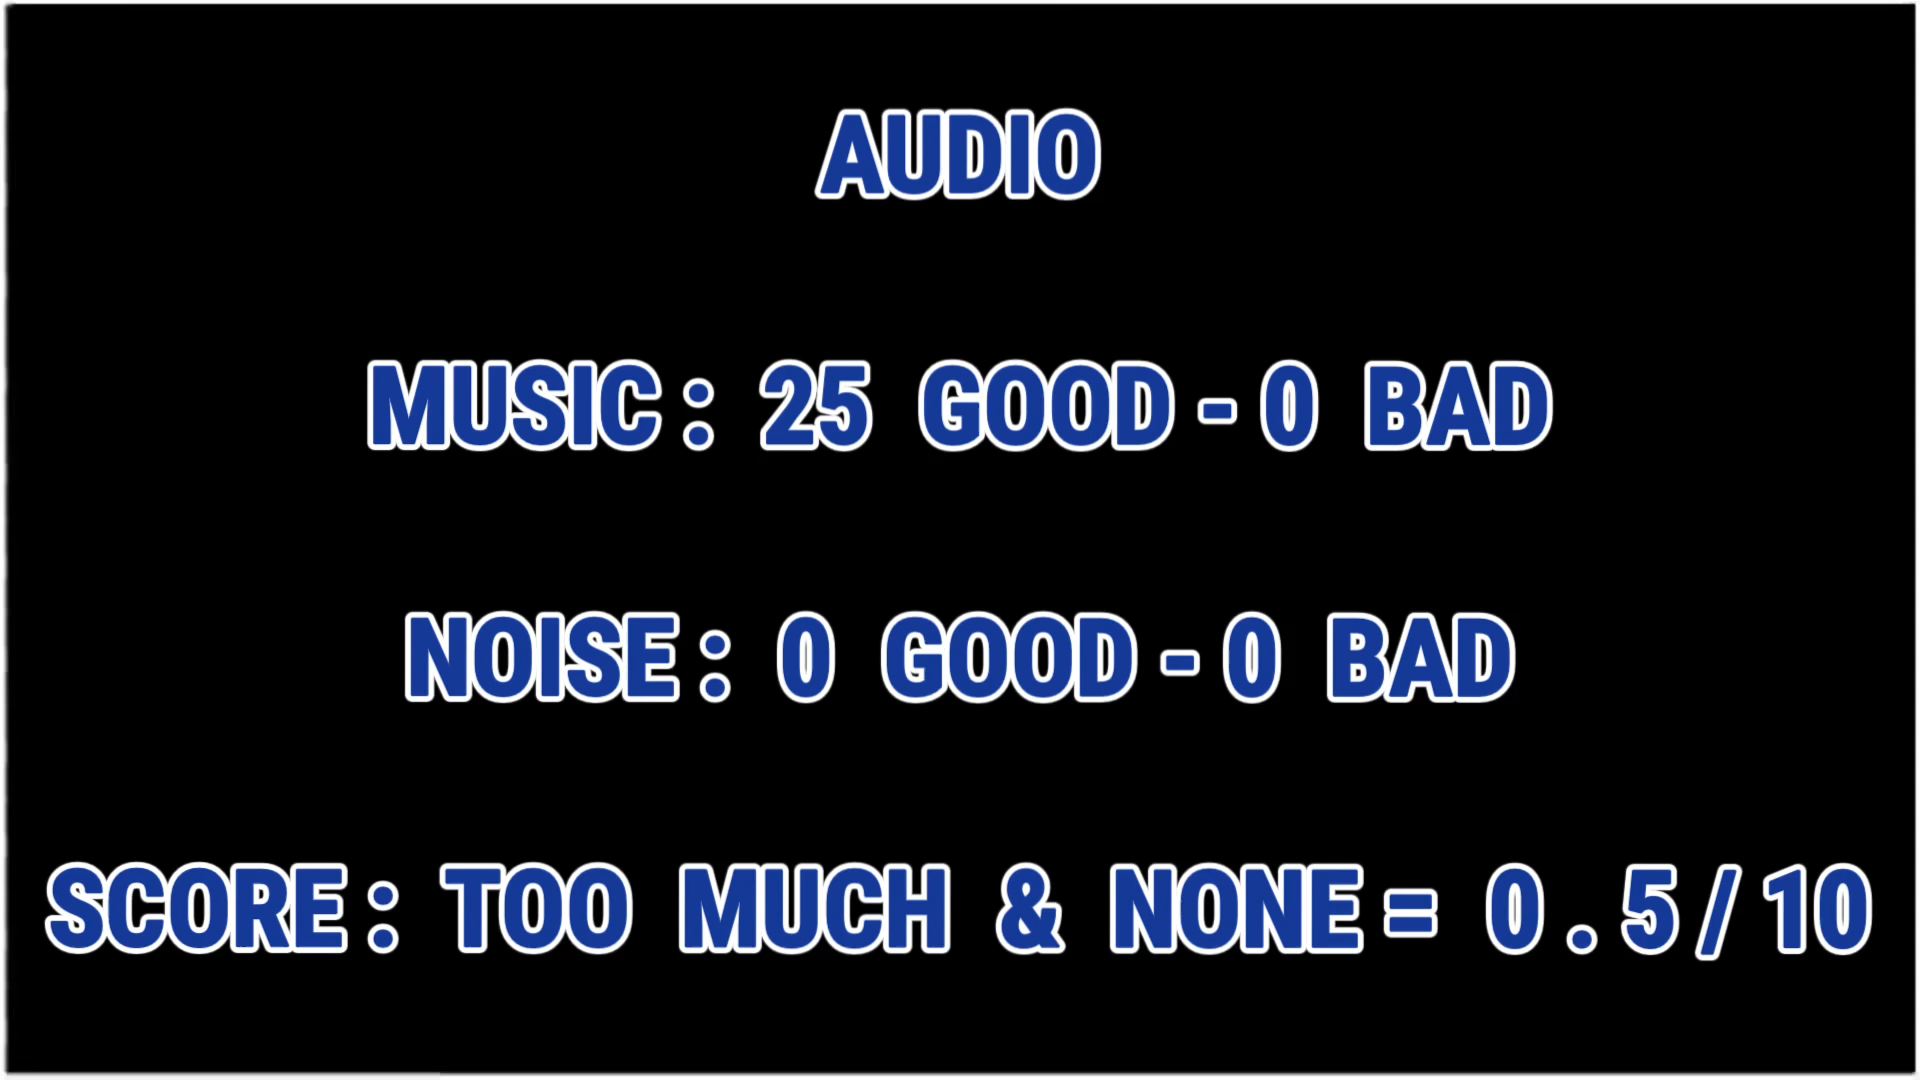 AUDIO
MUSIC : 25 GOOD - 0 BAD
NOISE : 0 GOOD - 0 BAD
SCORE : TOO MUCH & NONE = 0 . 5 / 10